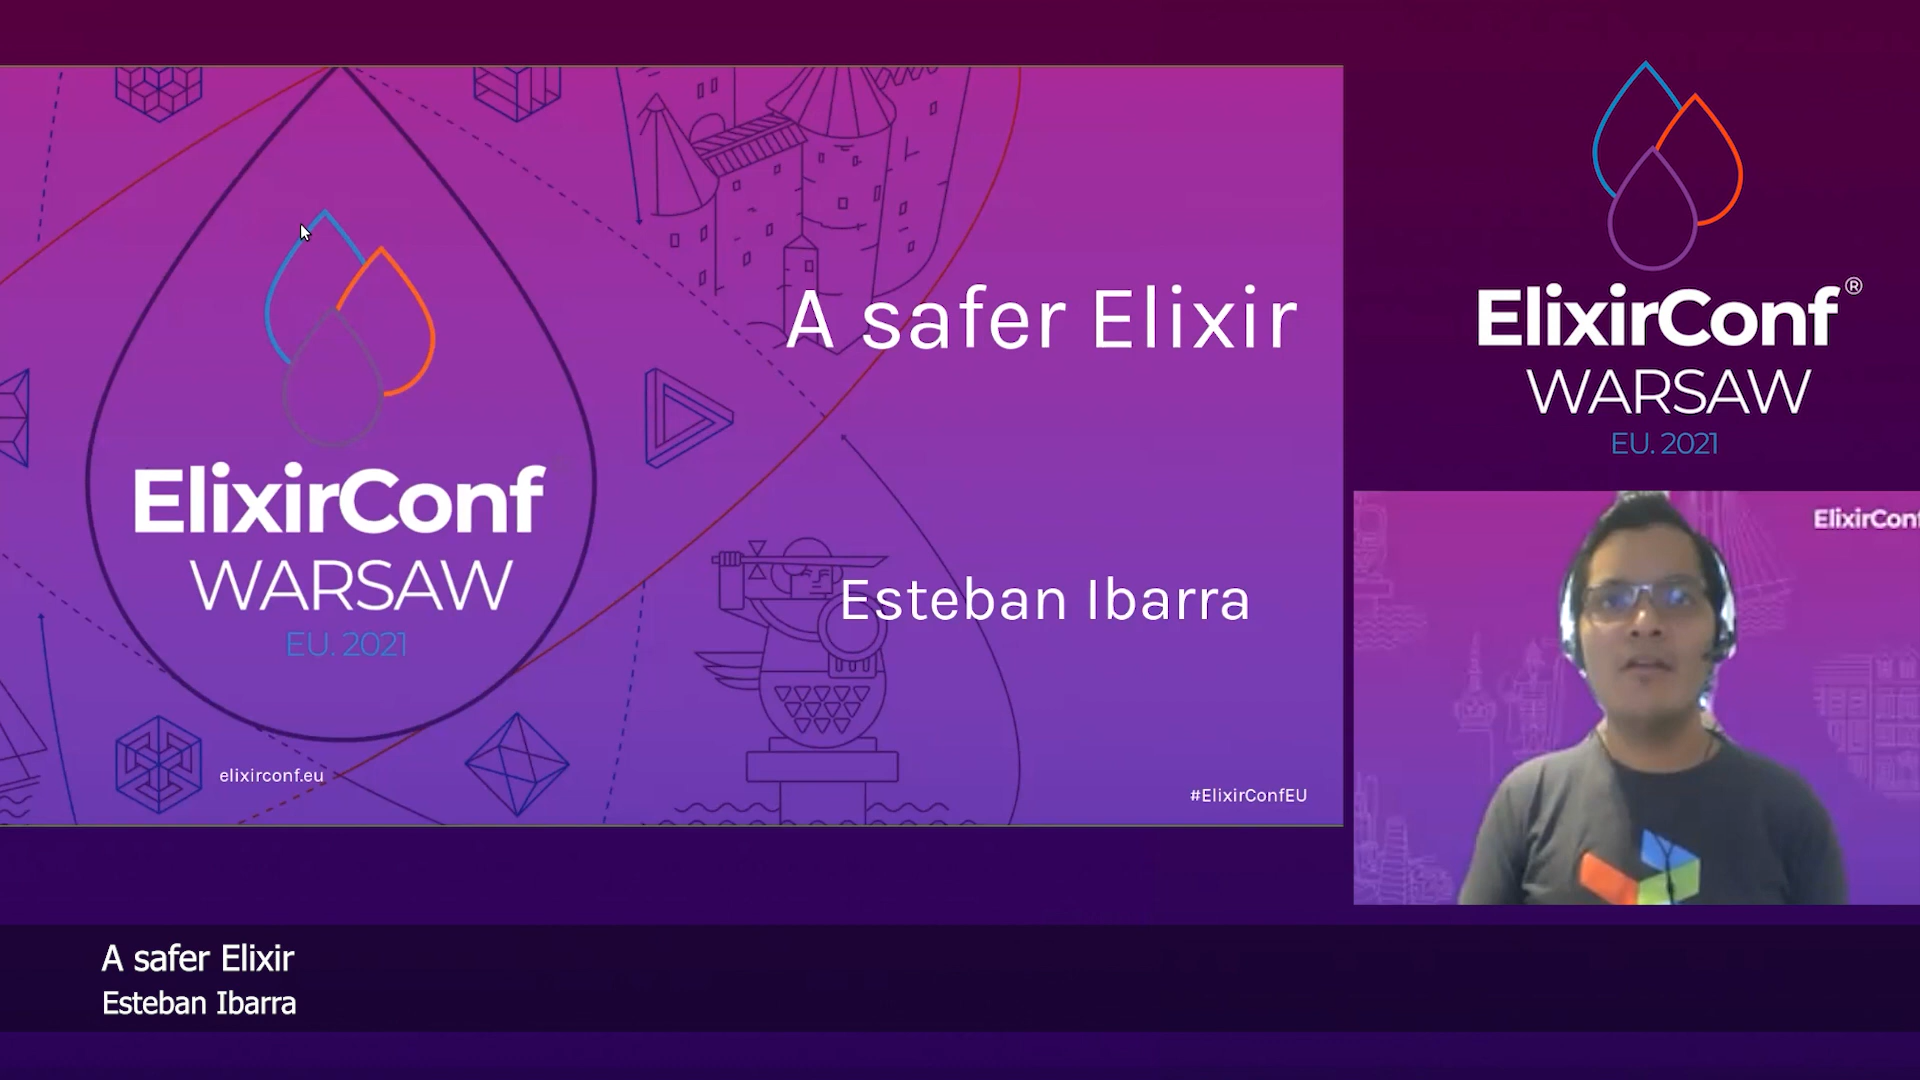 A safer Elixir
Esteban Ibarra
ElixirConf
WARSAW
EU. 2021
elixirconf.eu
#ElixirConfEU
ElixirConf®
WARSAW
EU. 2021
ElixirConf
A safer Elixir
Esteban Ibarra